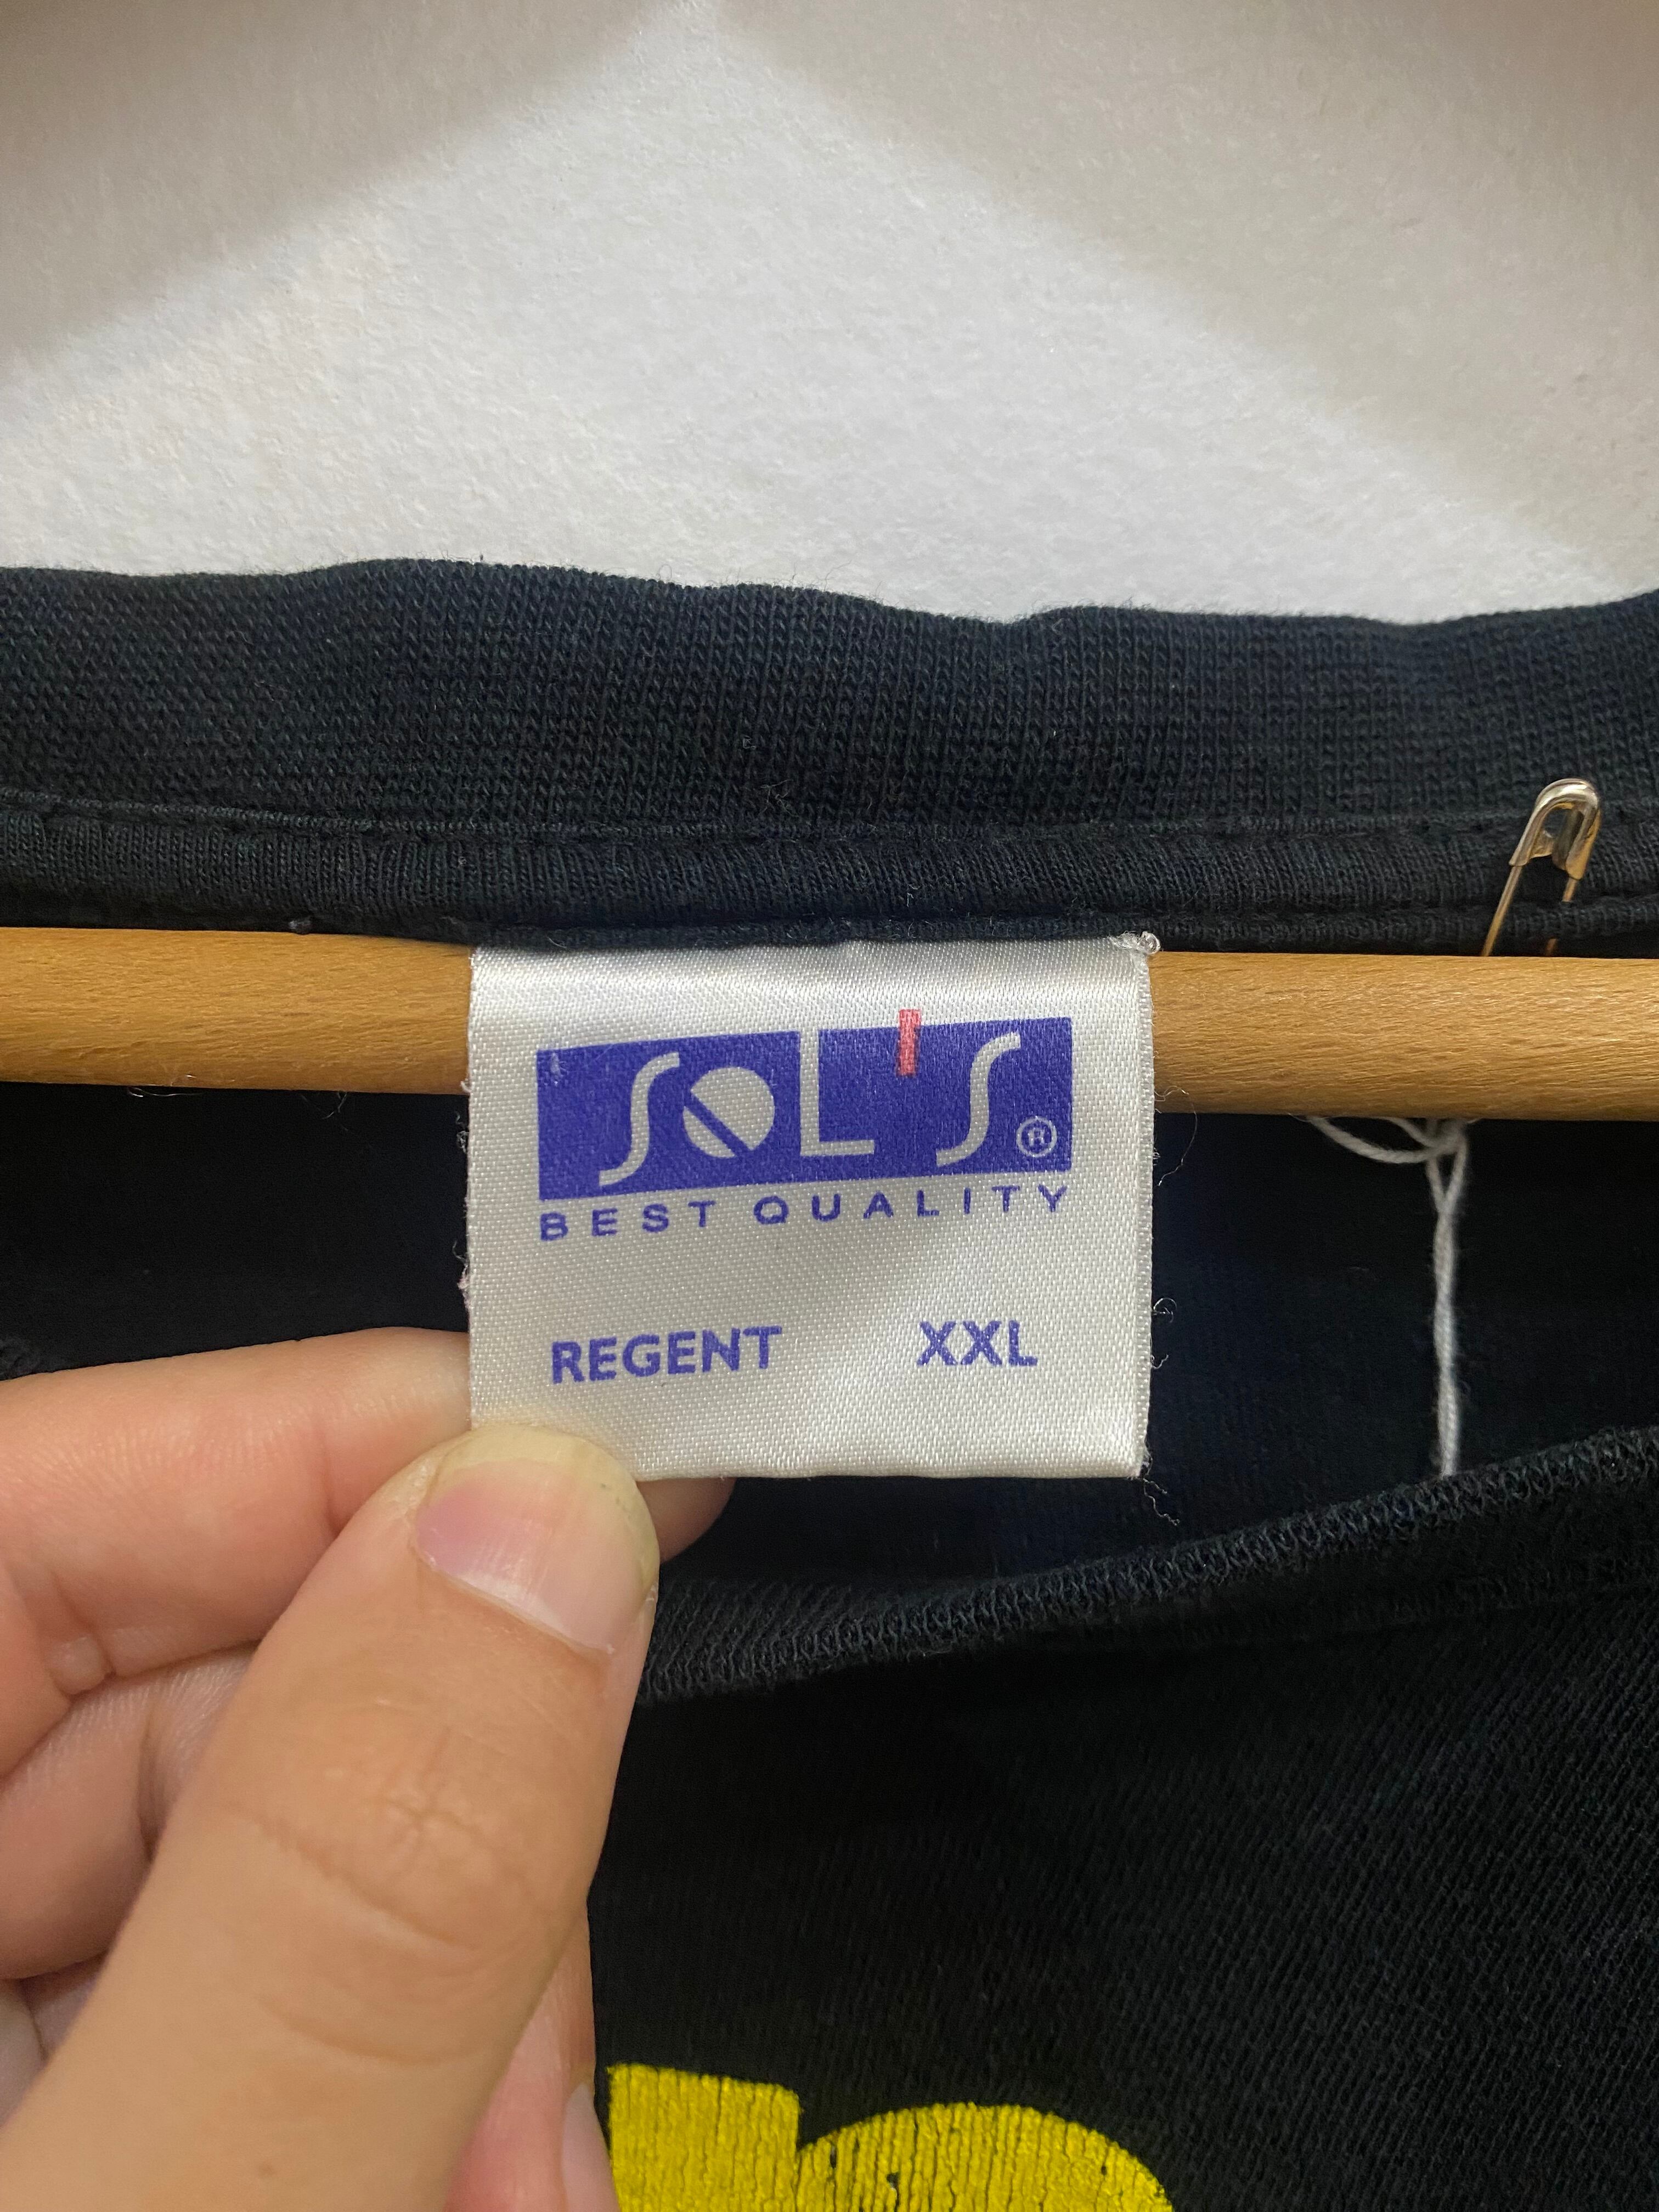 SOL'S®
BEST QUALITY
REGENT XXL